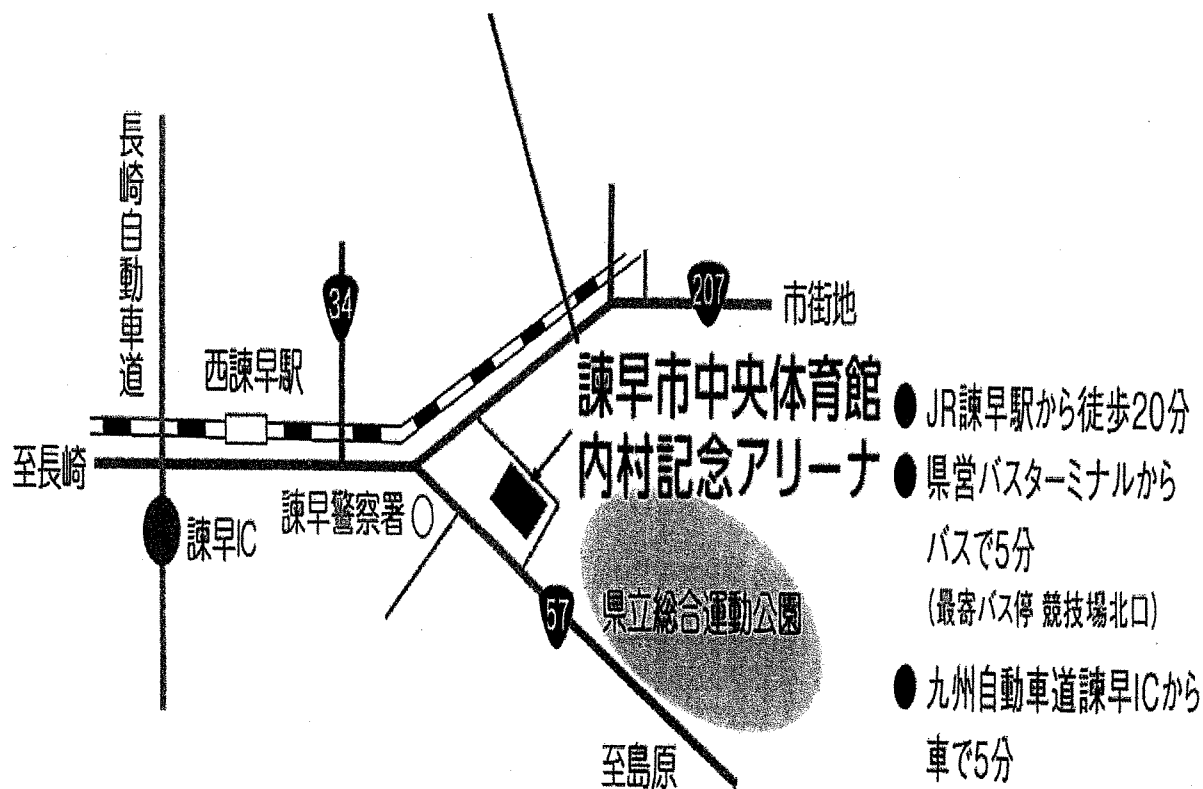 長崎自動車道
34
207
市街地
西諫早駅
諫早市中央体育館
内村記念アリーナ
至長崎
諫早IC
諫早警察署
57
県立総合運動公園
至島原
●JR諫早駅から徒歩20分
●県営バスターミナルから
バスで5分
(最寄バス停 競技場北口)
●九州自動車道諫早ICから
車で5分